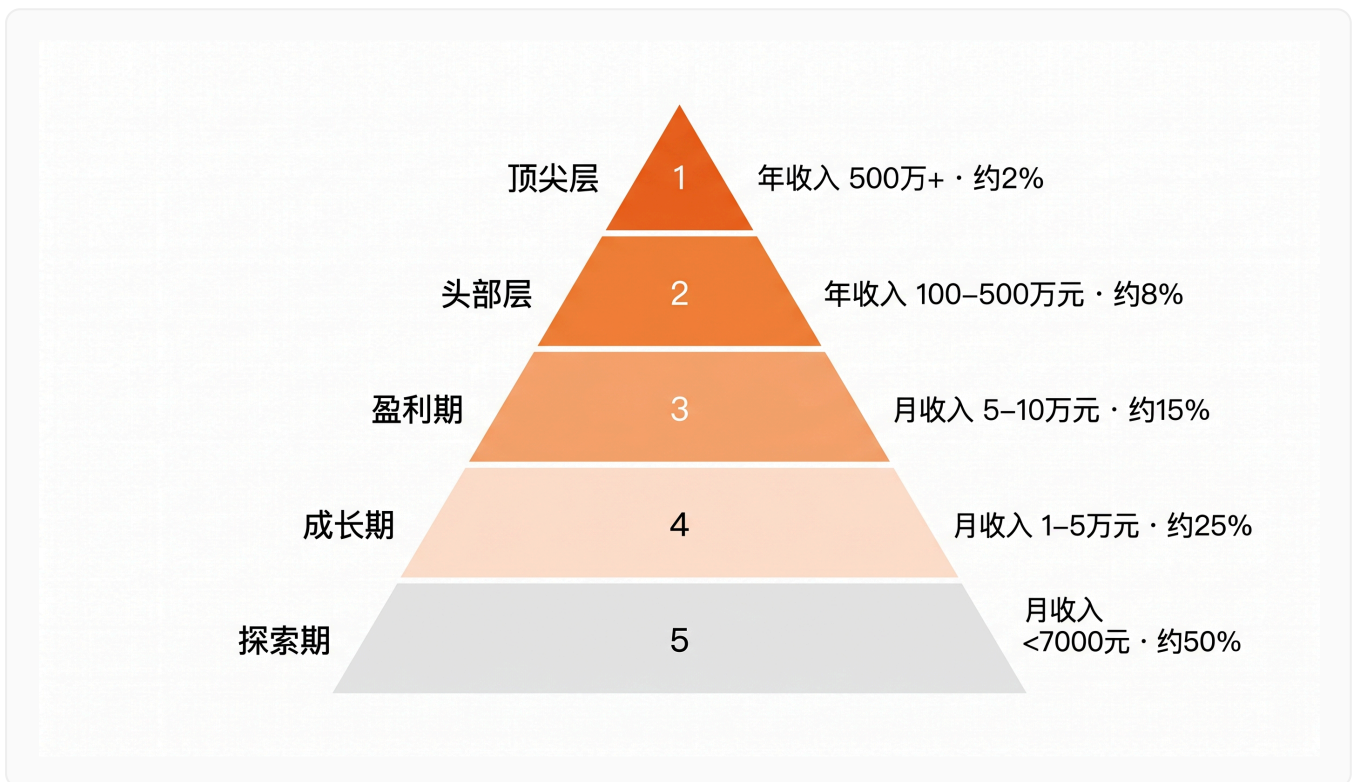 顶尖层 1 年收入 500万+ · 约2%
头部层 2 年收入 100–500万元 · 约8%
盈利期 3 月收入 5–10万元 · 约15%
成长期 4 月收入 1–5万元 · 约25%
探索期 5 月收入
<7000元 · 约50%